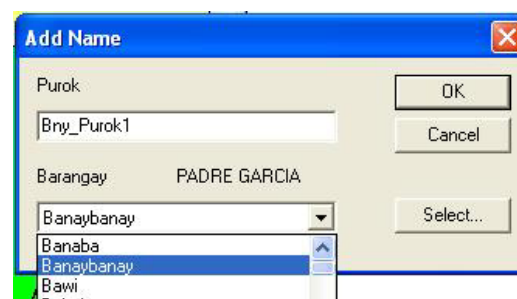 Add Name
Purok
OK
Bny_Purok1
Cancel
Barangay PADRE GARCIA
Banaybanay
Select...
Banaba
Banaybanay
Bawi